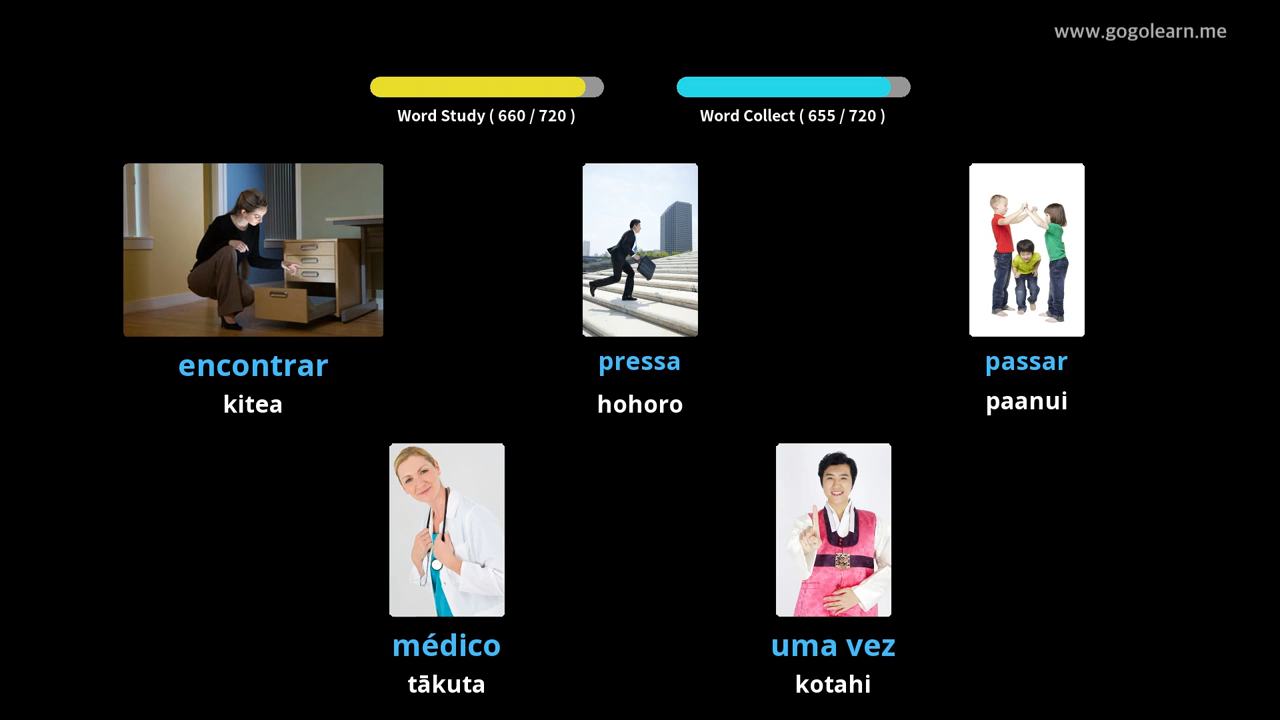 www.gogolearn.me
Word Study ( 660 / 720 )
Word Collect ( 655 / 720 )
encontrar
kitea
pressa
hohoro
passar
paanui
médico
tākuta
uma vez
kotahi